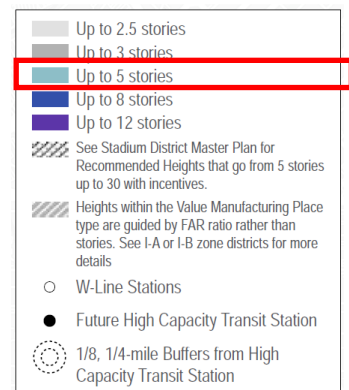 Up to 2.5 stories
Up to 3 stories
Up to 5 stories
Up to 8 stories
Up to 12 stories
See Stadium District Master Plan for
Recommended Heights that go from 5 stories
up to 30 with incentives.
Heights within the Value Manufacturing Place
type are guided by FAR ratio rather than
stories. See I-A or I-B zone districts for more
details
W-Line Stations
Future High Capacity Transit Station
1/8, 1/4-mile Buffers from High
Capacity Transit Station